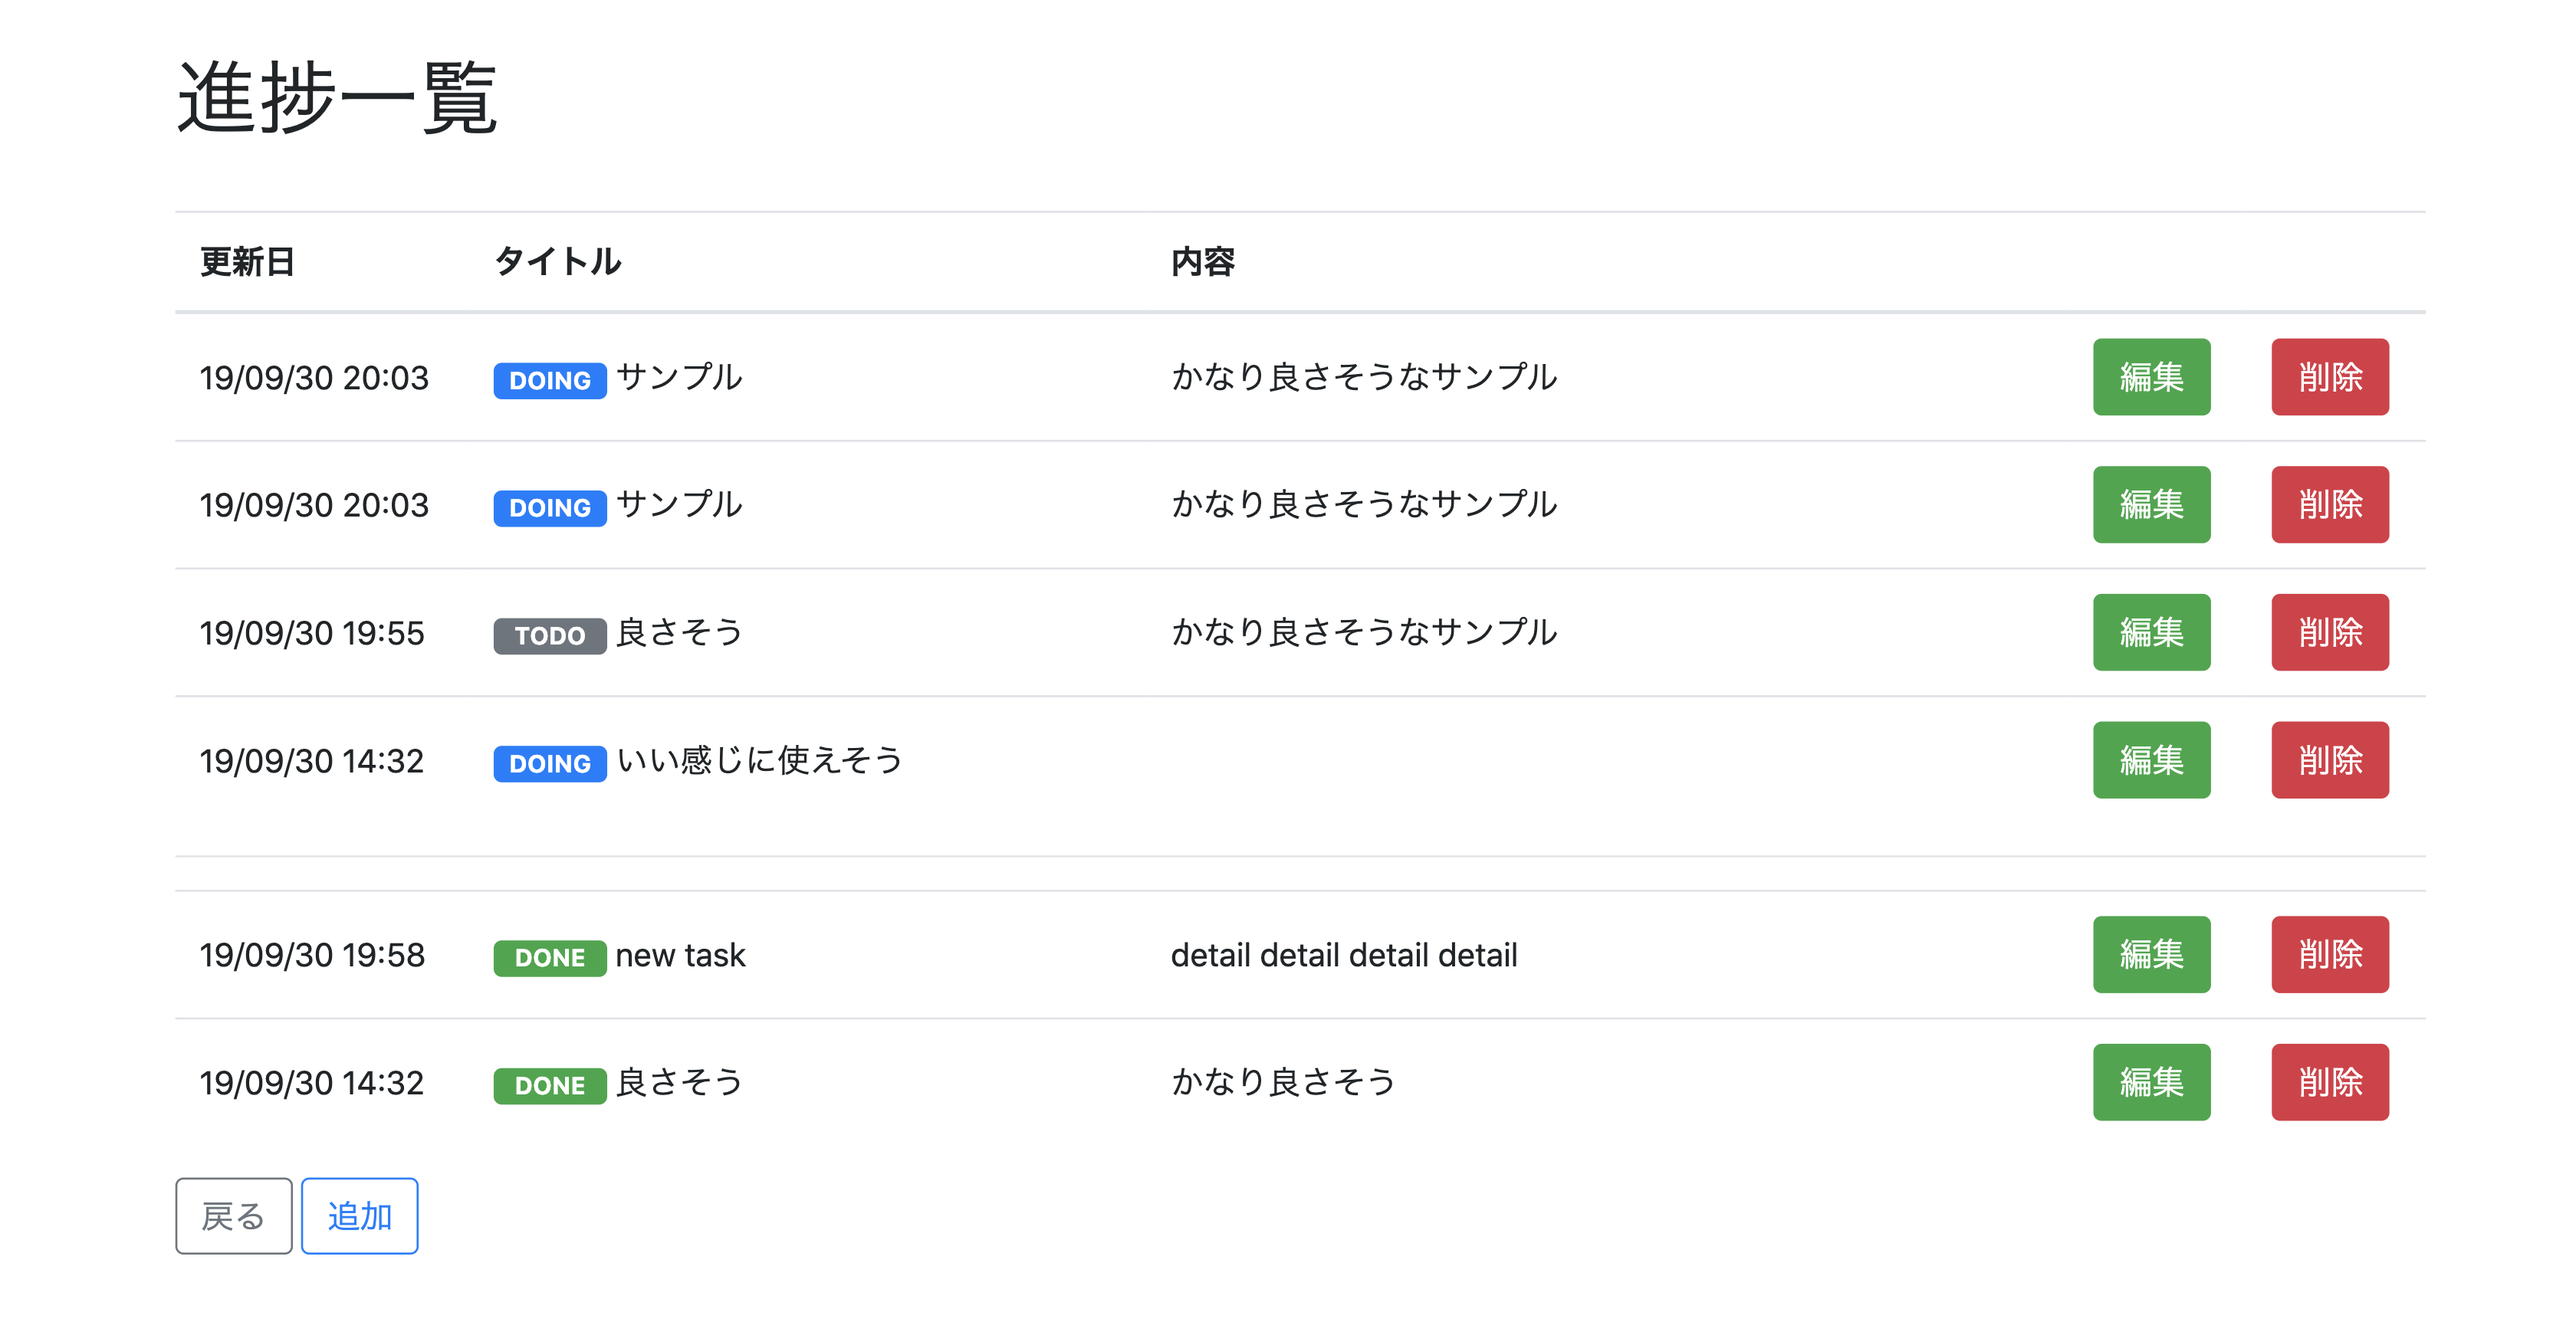 進捗一覧
更新日 タイトル 内容
19/09/30 20:03 DOING サンプル かなり良さそうなサンプル 編集 削除
19/09/30 20:03 DOING サンプル かなり良さそうなサンプル 編集 削除
19/09/30 19:55 TODO 良さそう かなり良さそうなサンプル 編集 削除
19/09/30 14:32 DOING いい感じに使えそう 編集 削除
19/09/30 19:58 DONE new task detail detail detail detail 編集 削除
19/09/30 14:32 DONE 良さそう かなり良さそう 編集 削除
戻る 追加